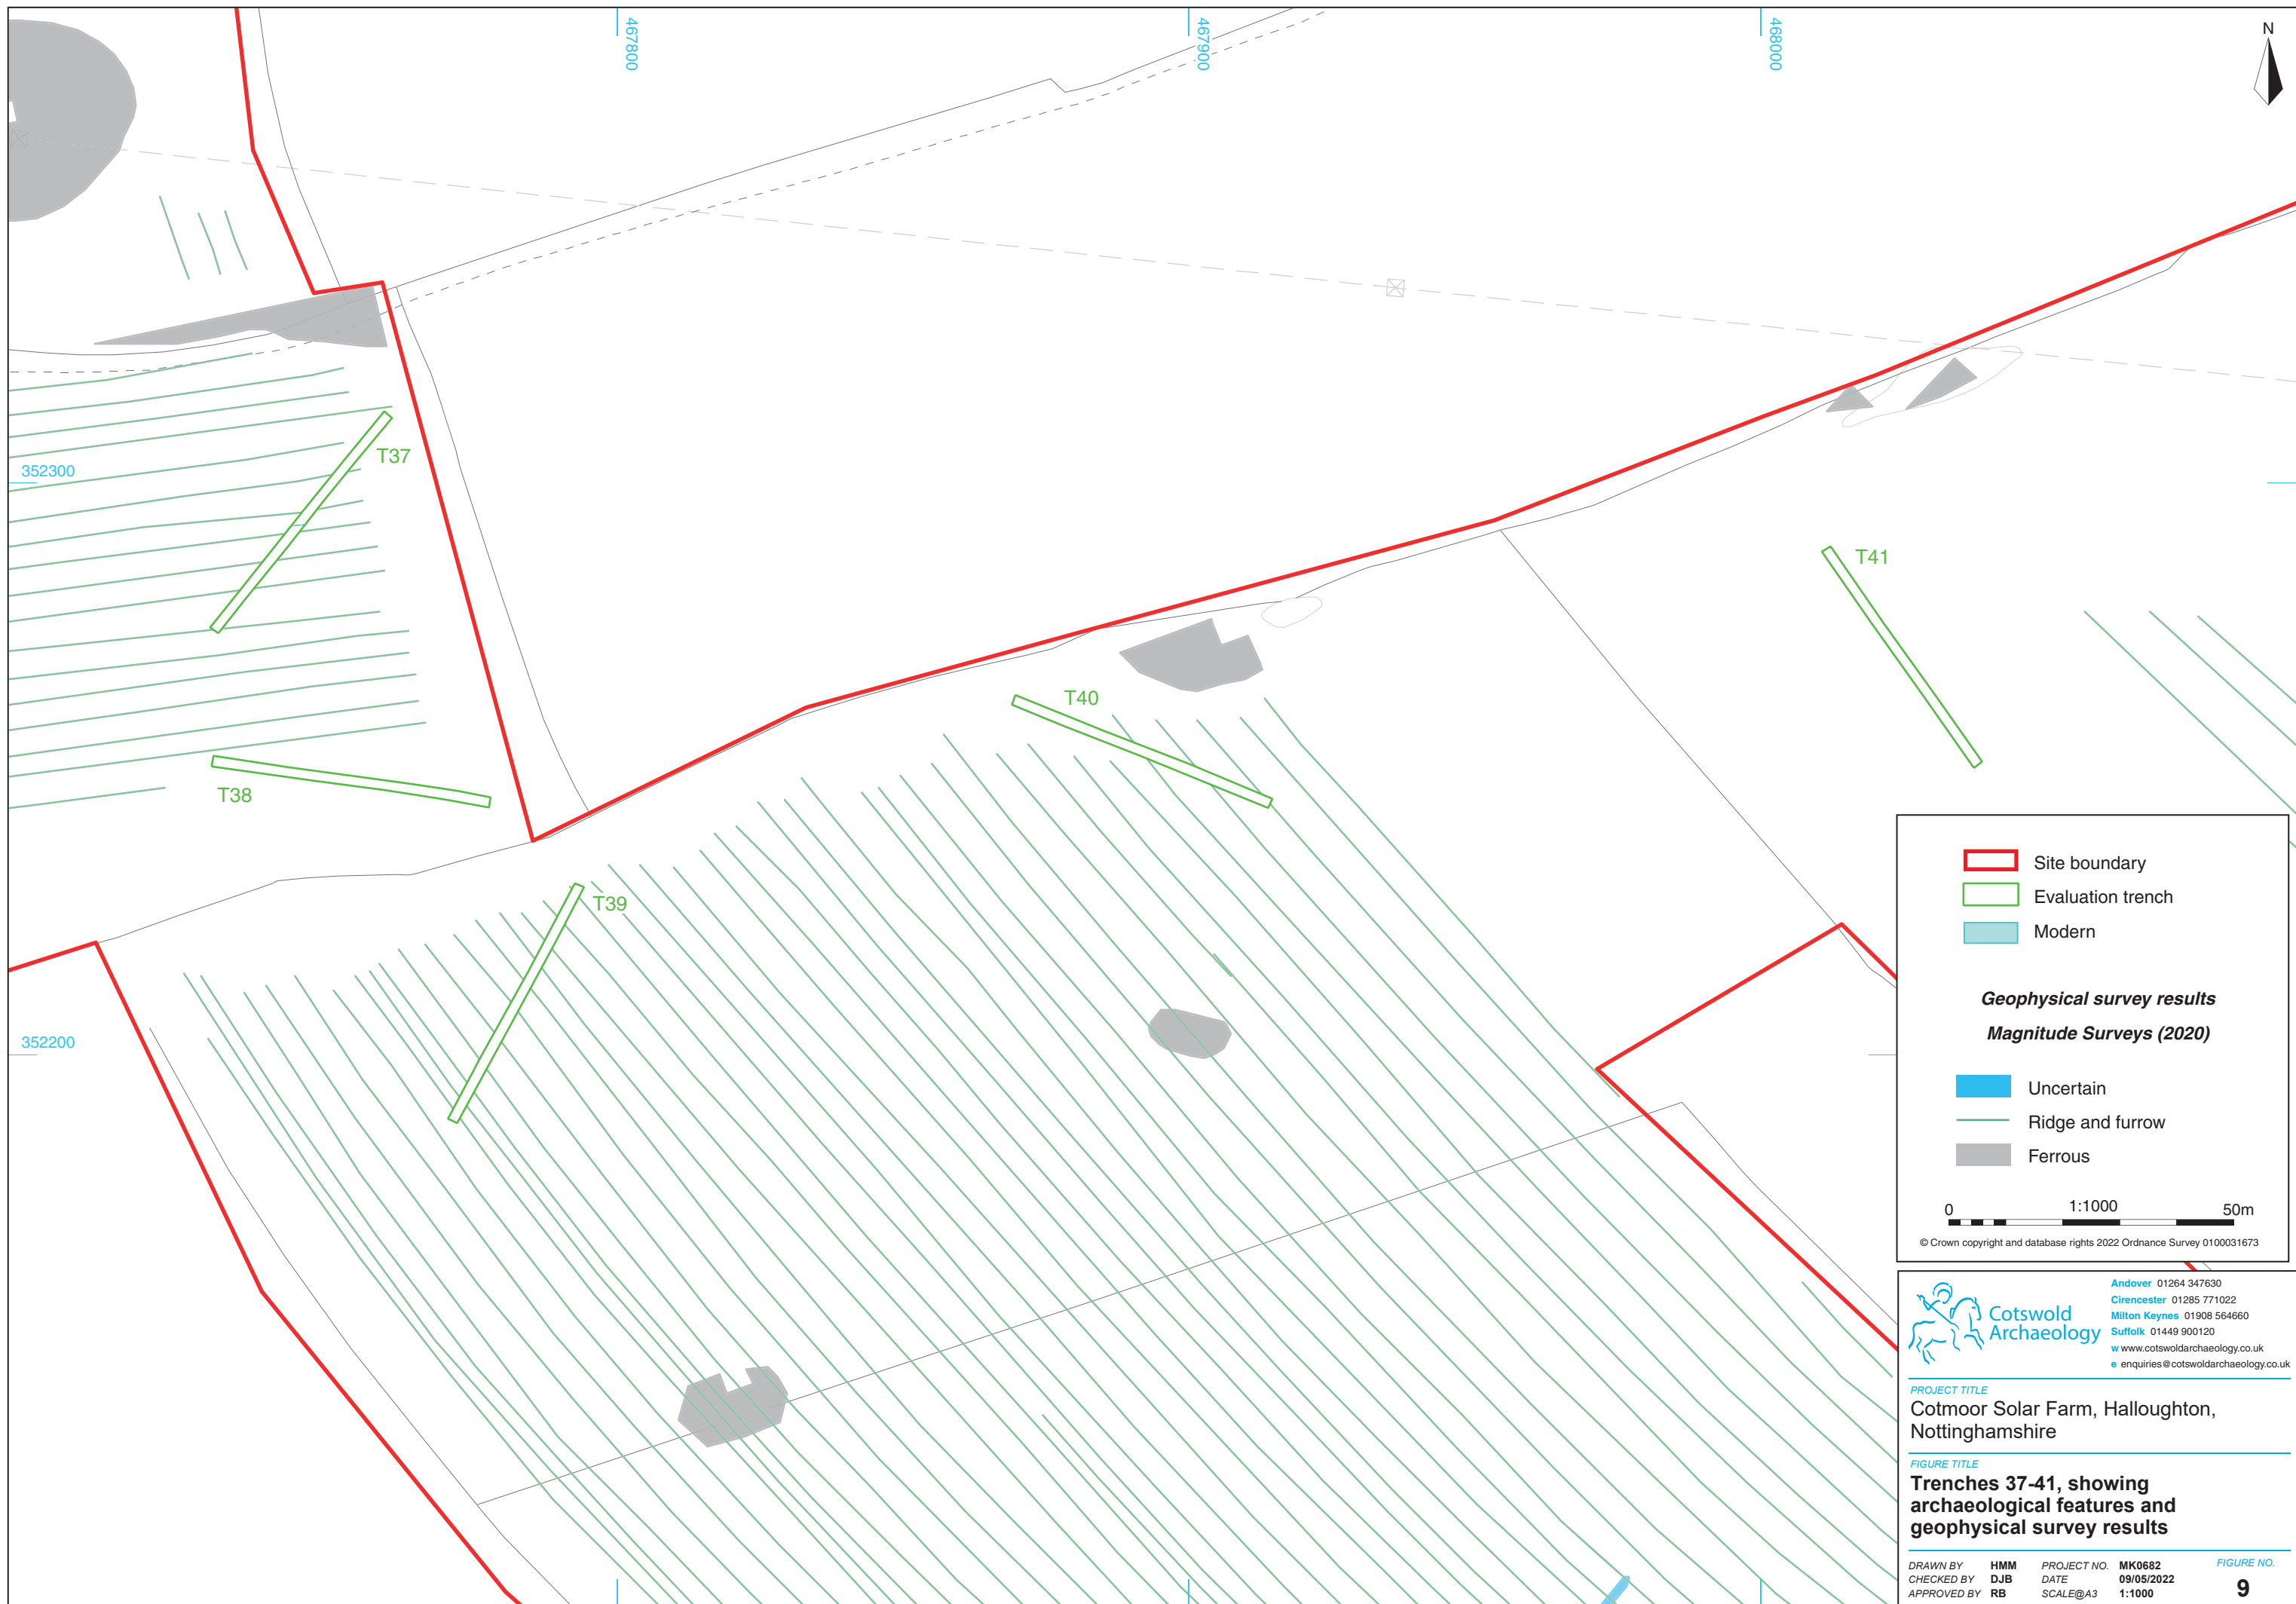 467800
467900
468000
N
T37
352300
T41
T40
T38
T39
352200
Site boundary
Evaluation trench
Modern
Geophysical survey results
Magnitude Surveys (2020)
Uncertain
Ridge and furrow
Ferrous
0 1:1000 50m
© Crown copyright and database rights 2022 Ordnance Survey 0100031673
Cotswold
Archaeology
Andover 01264 347630
Cirencester 01285 771022
Milton Keynes 01908 564660
Suffolk 01449 900120
w www.cotswoldarchaeology.co.uk
e enquiries@cotswoldarchaeology.co.uk
PROJECT TITLE
Cotmoor Solar Farm, Halloughton,
Nottinghamshire
FIGURE TITLE
Trenches 37-41, showing
archaeological features and
geophysical survey results
DRAWN BY HMM PROJECT NO. MK0682 FIGURE NO.
CHECKED BY DJB DATE 09/05/2022
APPROVED BY RB SCALE@A3 1:1000 9